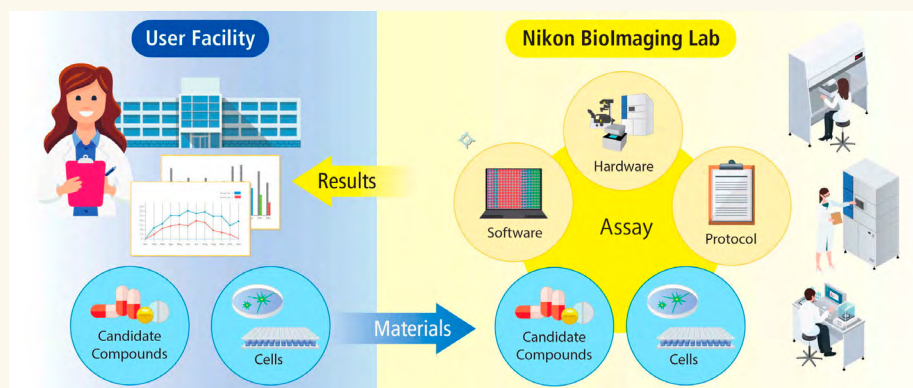 User Facility
Nikon BioImaging Lab
Hardware
Results
Software
Assay
Protocol
Candidate
Compounds
Cells
Materials
Candidate
Compounds
Cells